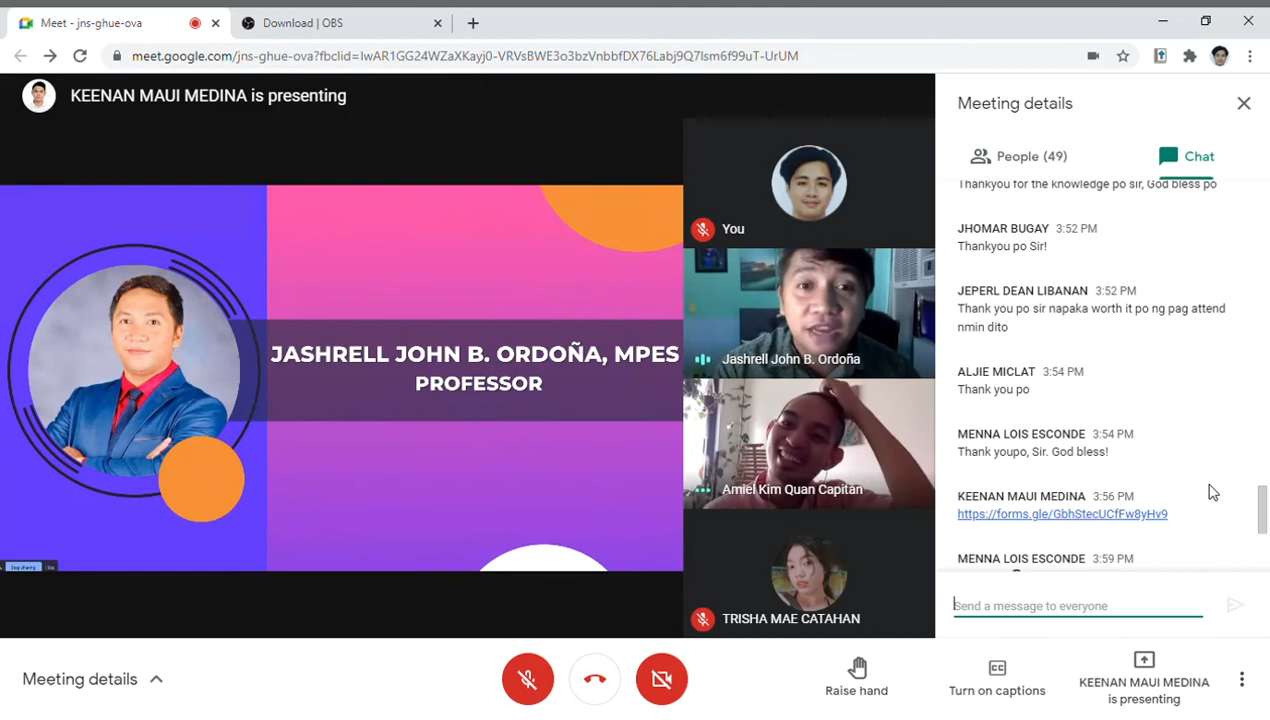 Meet - jns-ghue-ova
Download | OBS
meet.google.com/jns-ghue-ova?fbclid=IwAR1GG24WZaXKayj0-VRVsBWE3o3bzVnbbfDX76Labj9Q7lsm6f99uT-UrUM
KEENAN MAUI MEDINA is presenting
JASHRELL JOHN B. ORDOÑA, MPES
PROFESSOR
Stop sharing
You
Jashrell John B. Ordoña
Amiel Kim Quan Capitan
TRISHA MAE CATAHAN
Meeting details
People (49)
Chat
Thankyou for the knowledge po sir, God bless po
JHOMAR BUGAY 3:52 PM
Thankyou po Sir!
JEPERL DEAN LIBANAN 3:52 PM
Thank you po sir napaka worth it po ng pag attend
nmin dito
ALJIE MICLAT 3:54 PM
Thank you po
MENNA LOIS ESCONDE 3:54 PM
Thank youpo, Sir. God bless!
KEENAN MAUI MEDINA 3:56 PM
https://forms.gle/GbhStecUCfFw8yHv9
MENNA LOIS ESCONDE 3:59 PM
Send a message to everyone
Meeting details
Raise hand
CC
Turn on captions
KEENAN MAUI MEDINA
is presenting